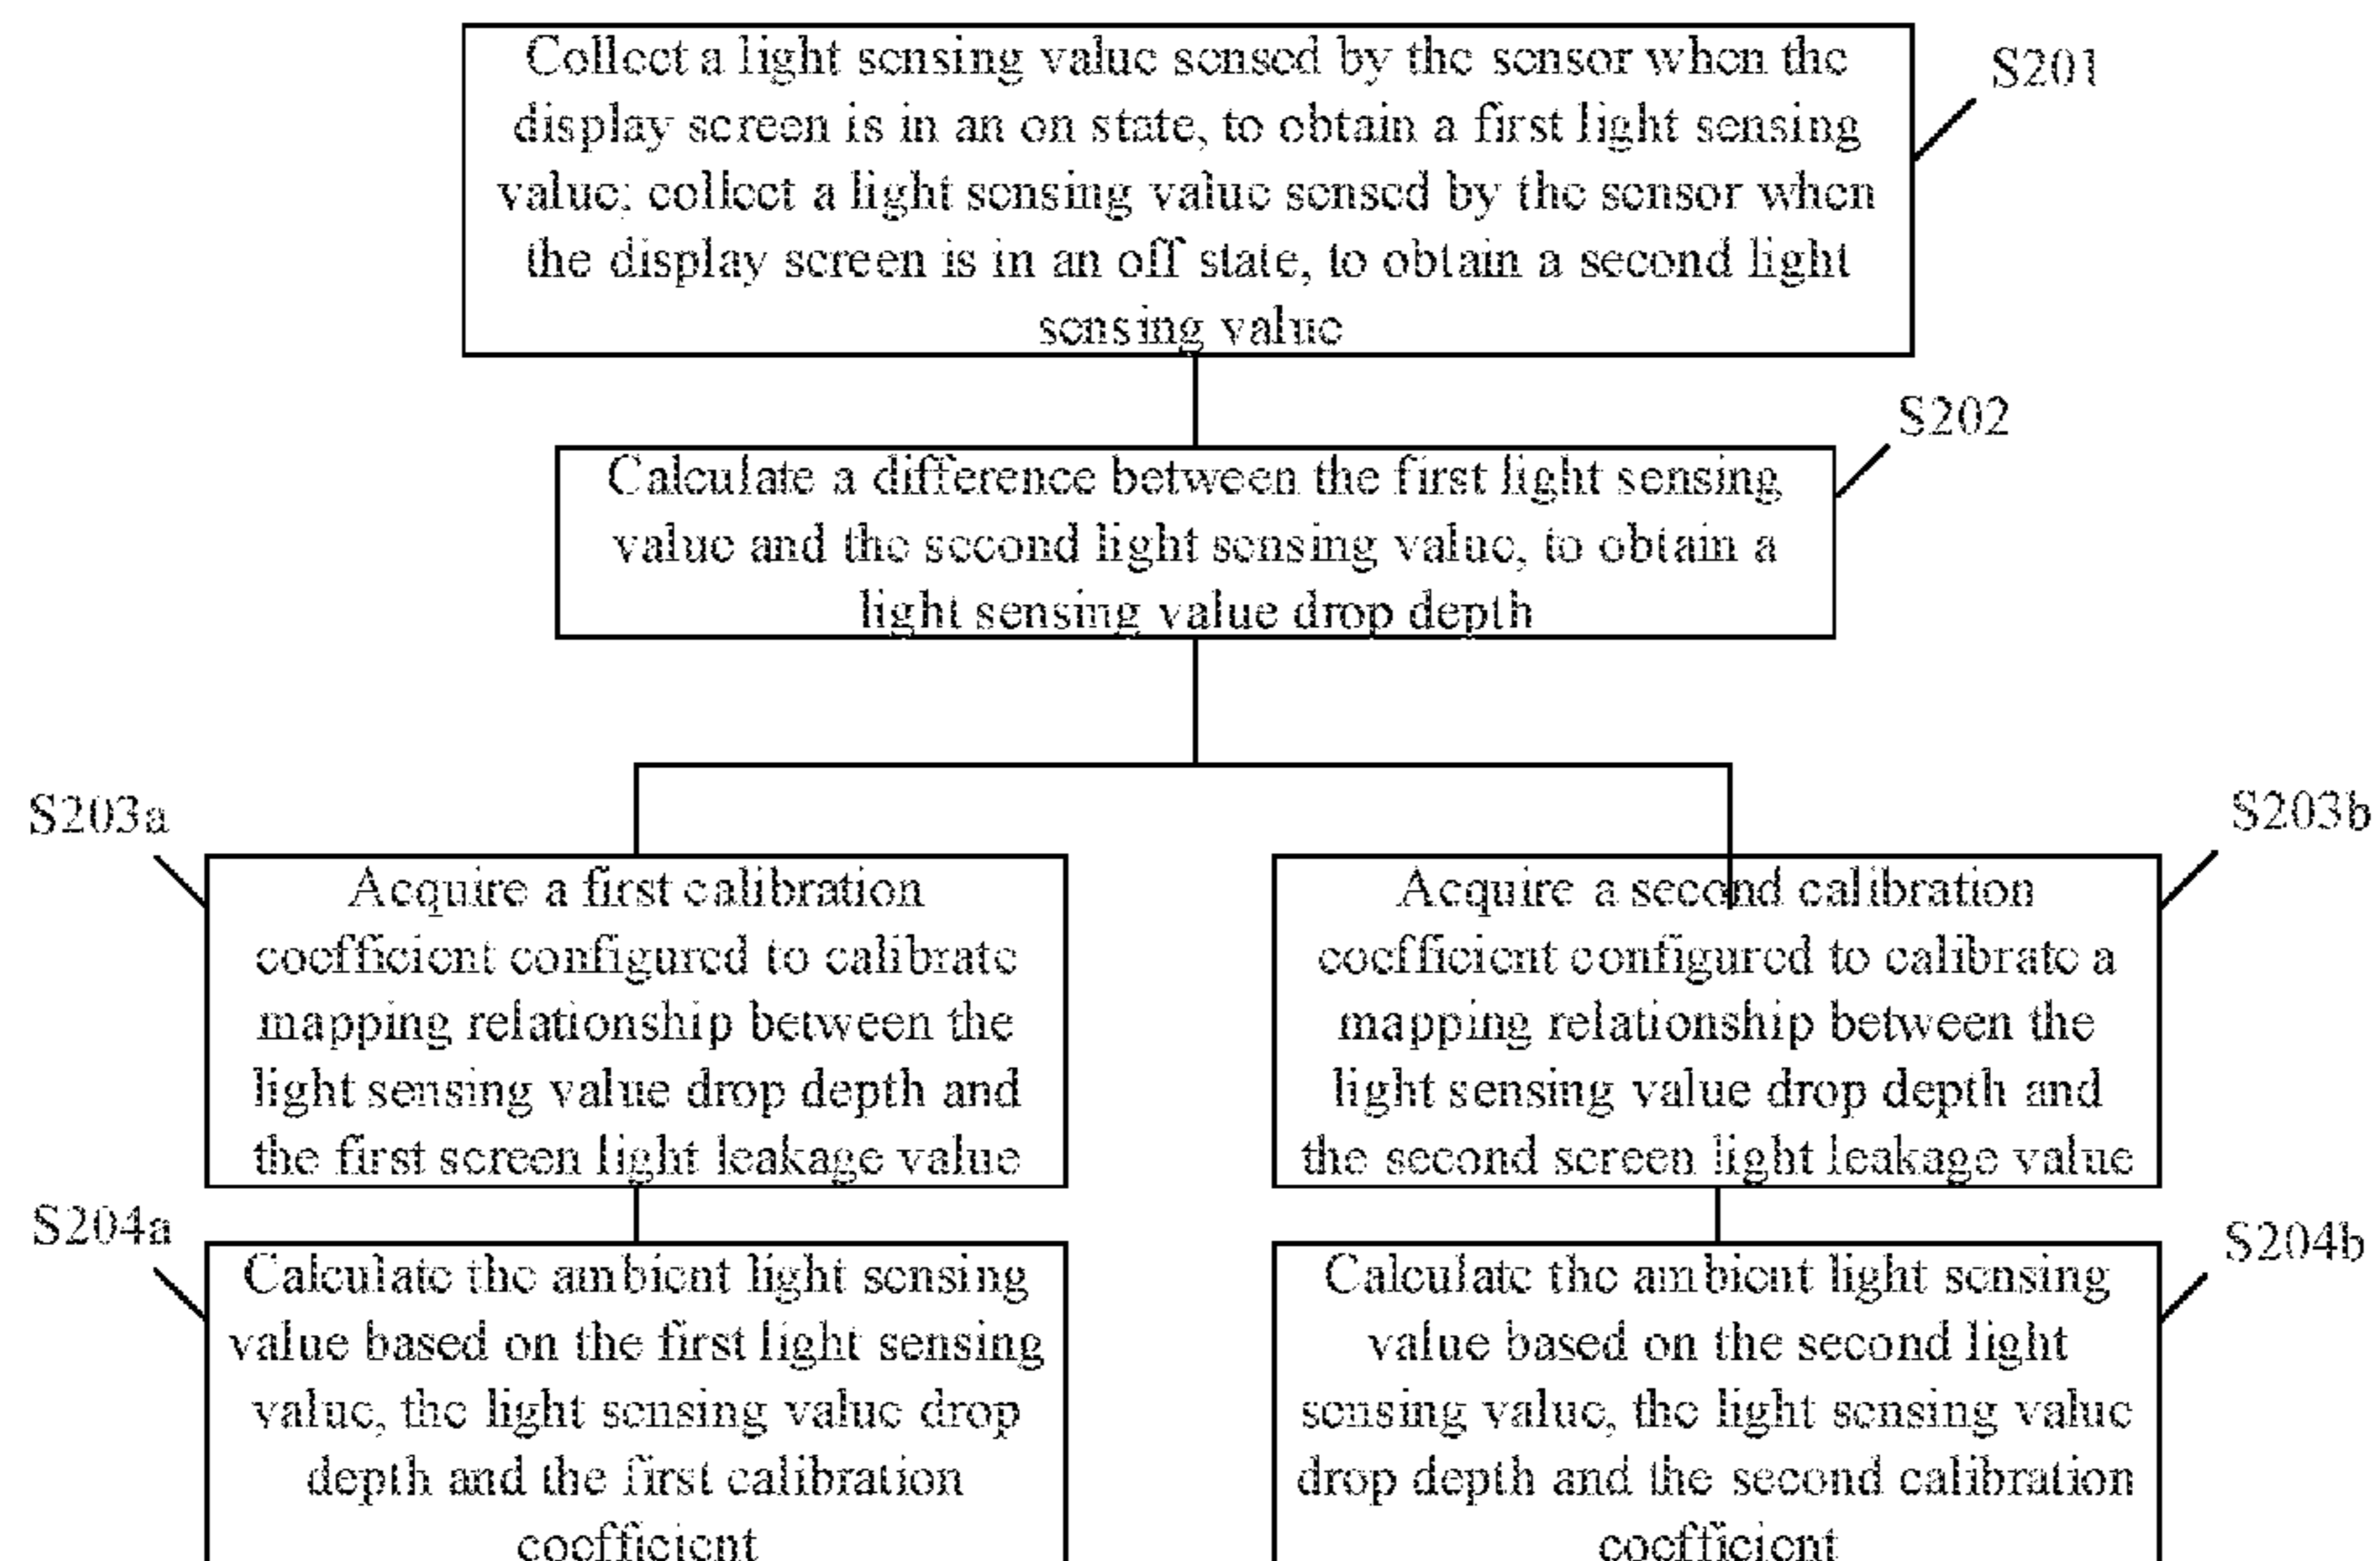 Collect a light sensing value sensed by the sensor when the
display screen is in an on state, to obtain a first light sensing
value; collect a light sensing value sensed by the sensor when
the display screen is in an off state, to obtain a second light
sensing value
S201
S202
Calculate a difference between the first light sensing
value and the second light sensing value, to obtain a
light sensing value drop depth
S203a
Acquire a first calibration
coefficient configured to calibrate
mapping relationship between the
light sensing value drop depth and
the first screen light leakage value
S203b
Acquire a second calibration
coefficient configured to calibrate a
mapping relationship between the
light sensing value drop depth and
the second screen light leakage value
S204a
Calculate the ambient light sensing
value based on the first light sensing
value, the light sensing value drop
depth and the first calibration
coefficient
S204b
Calculate the ambient light sensing
value based on the second light
sensing value, the light sensing value
drop depth and the second calibration
coefficient